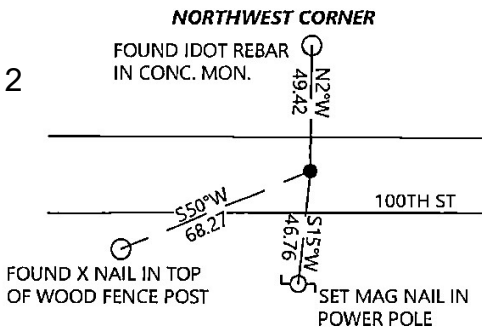 NORTHWEST CORNER
FOUND IDOT REBAR
IN CONC. MON.
2
N2°W
49.42
S50°W
68.27
100TH ST
S15°W
46.76
FOUND X NAIL IN TOP
OF WOOD FENCE POST
SET MAG NAIL IN
POWER POLE